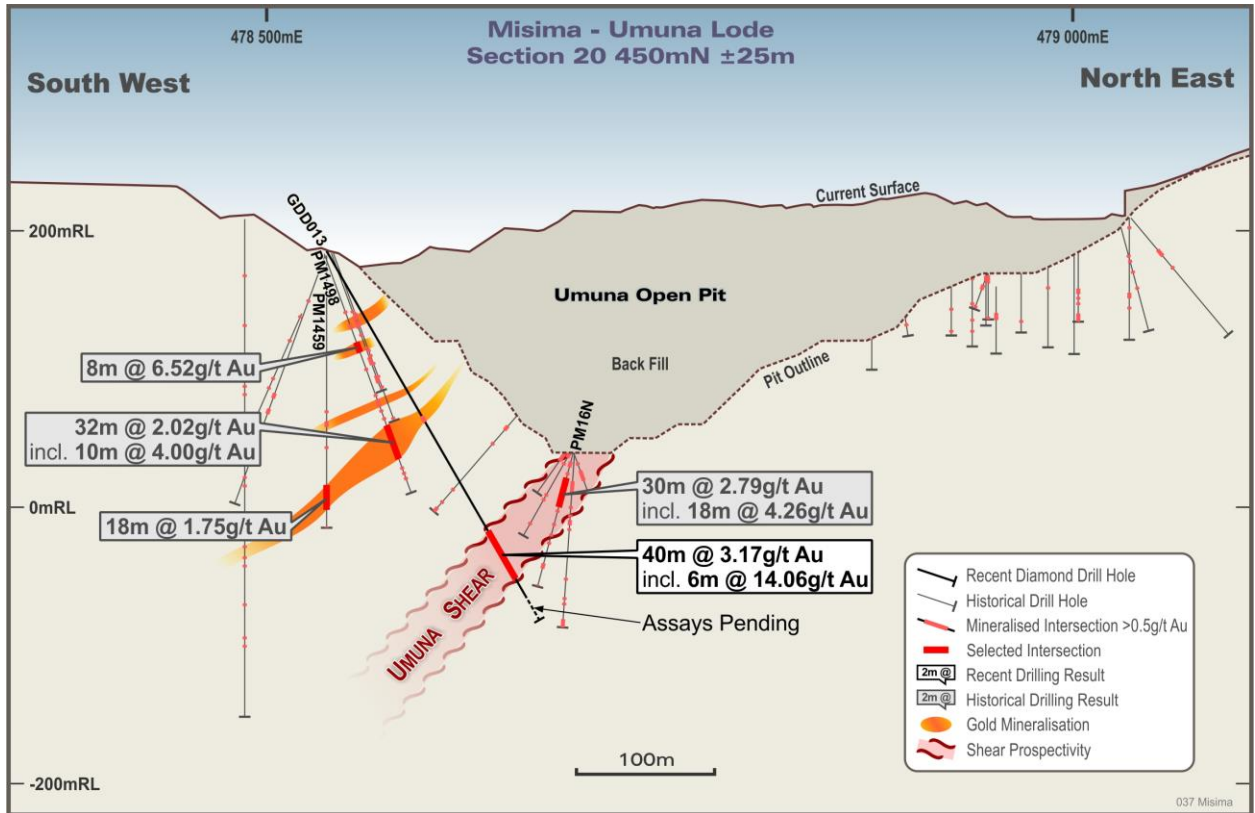 478 500mE
Misima - Umuna Lode
479 000mE
Section 20 450mN ±25m
South West
North East
Current Surface
200mRL
GDD013
PM1498
PM1459
Umuna Open Pit
8m @ 6.52g/t Au
Back Fill
Pit Outline
32m @ 2.02g/t Au
incl. 10m @ 4.00g/t Au
PM16N
30m @ 2.79g/t Au
incl. 18m @ 4.26g/t Au
0mRL
18m @ 1.75g/t Au
40m @ 3.17g/t Au
incl. 6m @ 14.06g/t Au
UMUNA SHEAR
Assays Pending
Recent Diamond Drill Hole
Historical Drill Hole
Mineralised Intersection >0.5g/t Au
Selected Intersection
2m @
Recent Drilling Result
2m @
Historical Drilling Result
Gold Mineralisation
Shear Prospectivity
100m
-200mRL
037 Misima